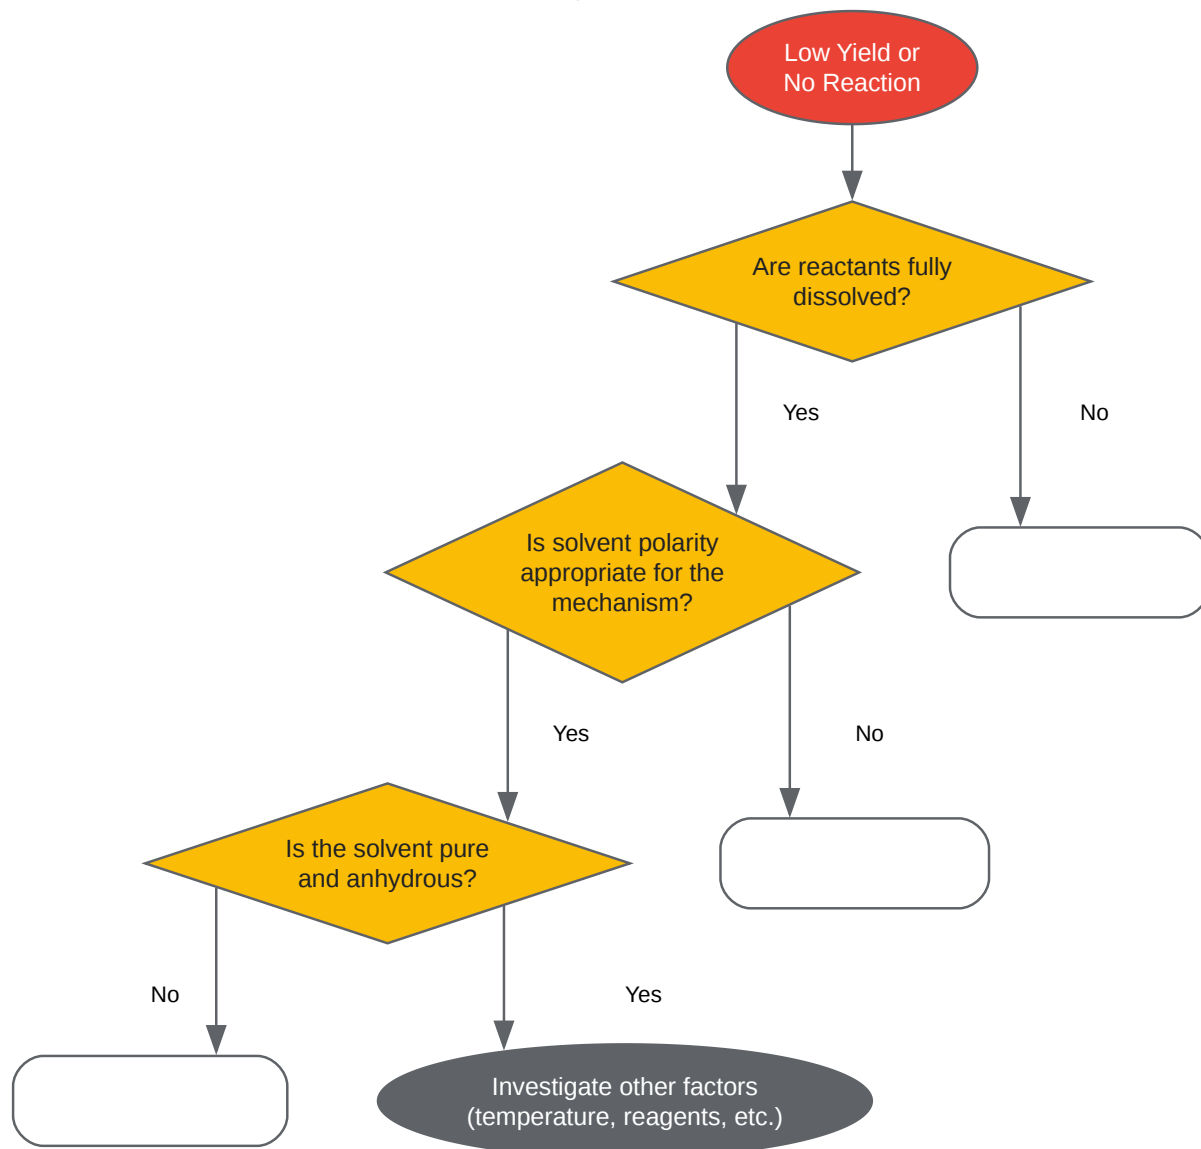 Low Yield or
No Reaction
Are reactants fully
dissolved?
Yes
No
Is solvent polarity
appropriate for the
mechanism?
Yes
No
Is the solvent pure
and anhydrous?
No
Yes
Investigate other factors
(temperature, reagents, etc.)